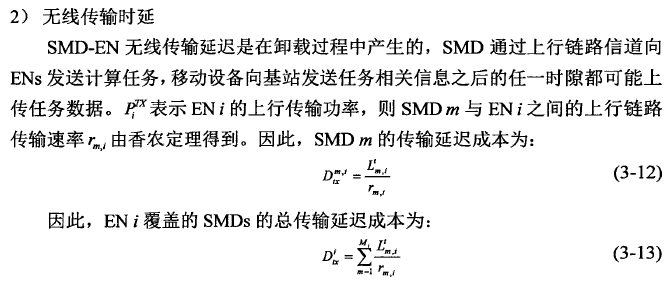 2) 无线传输时延
SMD-EN 无线传输延迟是在卸载过程中产生的，SMD 通过上行链路信道向
ENs 发送计算任务，移动设备向基站发送任务相关信息之后的任一时隙都可能上
传任务数据。P_i^{TX} 表示 EN i 的上行传输功率，则 SMD m 与 EN i 之间的上行链路
传输速率 r_{m,i} 由香农定理得到。因此，SMD m 的传输延迟成本为：
D_{tx}^{m,i} = \frac{L_{m,i}^{t}}{r_{m,i}} (3-12)
因此，EN i 覆盖的 SMDs 的总传输延迟成本为：
D_{tx}^{i} = \sum_{m=1}^{M_i} \frac{L_{m,i}^{t}}{r_{m,i}} (3-13)